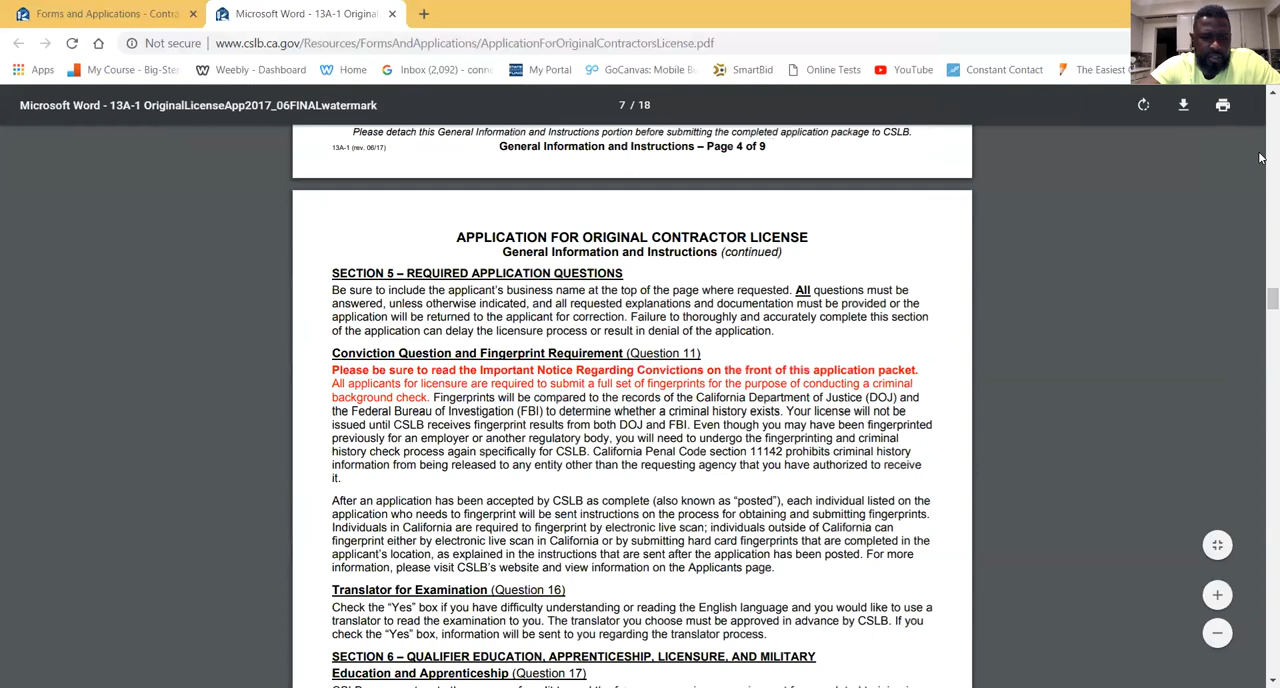 Forms and Applications - Contra
Microsoft Word - 13A-1 Original
Not secure | www.cslb.ca.gov/Resources/FormsAndApplications/ApplicationForOriginalContractorsLicense.pdf
Apps My Course - Big-Ste Weebly - Dashboard Home Inbox (2,092) - conne My Portal GoCanvas: Mobile Bu SmartBid Online Tests YouTube Constant Contact The Easiest
Microsoft Word - 13A-1 OriginalLicenseApp2017_06FINALwatermark 7 / 18
Please detach this General Information and Instructions portion before submitting the completed application package to CSLB.
13A-1 (rev. 06/17) General Information and Instructions – Page 4 of 9
APPLICATION FOR ORIGINAL CONTRACTOR LICENSE
General Information and Instructions (continued)
SECTION 5 – REQUIRED APPLICATION QUESTIONS
Be sure to include the applicant's business name at the top of the page where requested. All questions must be
answered, unless otherwise indicated, and all requested explanations and documentation must be provided or the
application will be returned to the applicant for correction. Failure to thoroughly and accurately complete this section
of the application can delay the licensure process or result in denial of the application.
Conviction Question and Fingerprint Requirement (Question 11)
Please be sure to read the Important Notice Regarding Convictions on the front of this application packet.
All applicants for licensure are required to submit a full set of fingerprints for the purpose of conducting a criminal
background check. Fingerprints will be compared to the records of the California Department of Justice (DOJ) and
the Federal Bureau of Investigation (FBI) to determine whether a criminal history exists. Your license will not be
issued until CSLB receives fingerprint results from both DOJ and FBI. Even though you may have been fingerprinted
previously for an employer or another regulatory body, you will need to undergo the fingerprinting and criminal
history check process again specifically for CSLB. California Penal Code section 11142 prohibits criminal history
information from being released to any entity other than the requesting agency that you have authorized to receive
it.
After an application has been accepted by CSLB as complete (also known as “posted”), each individual listed on the
application who needs to fingerprint will be sent instructions on the process for obtaining and submitting fingerprints.
Individuals in California are required to fingerprint by electronic live scan; individuals outside of California can
fingerprint either by electronic live scan in California or by submitting hard card fingerprints that are completed in the
applicant's location, as explained in the instructions that are sent after the application has been posted. For more
information, please visit CSLB's website and view information on the Applicants page.
Translator for Examination (Question 16)
Check the “Yes” box if you have difficulty understanding or reading the English language and you would like to use a
translator to read the examination to you. The translator you choose must be approved in advance by CSLB. If you
check the “Yes” box, information will be sent to you regarding the translator process.
SECTION 6 – QUALIFIER EDUCATION, APPRENTICESHIP, LICENSURE, AND MILITARY
Education and Apprenticeship (Question 17)